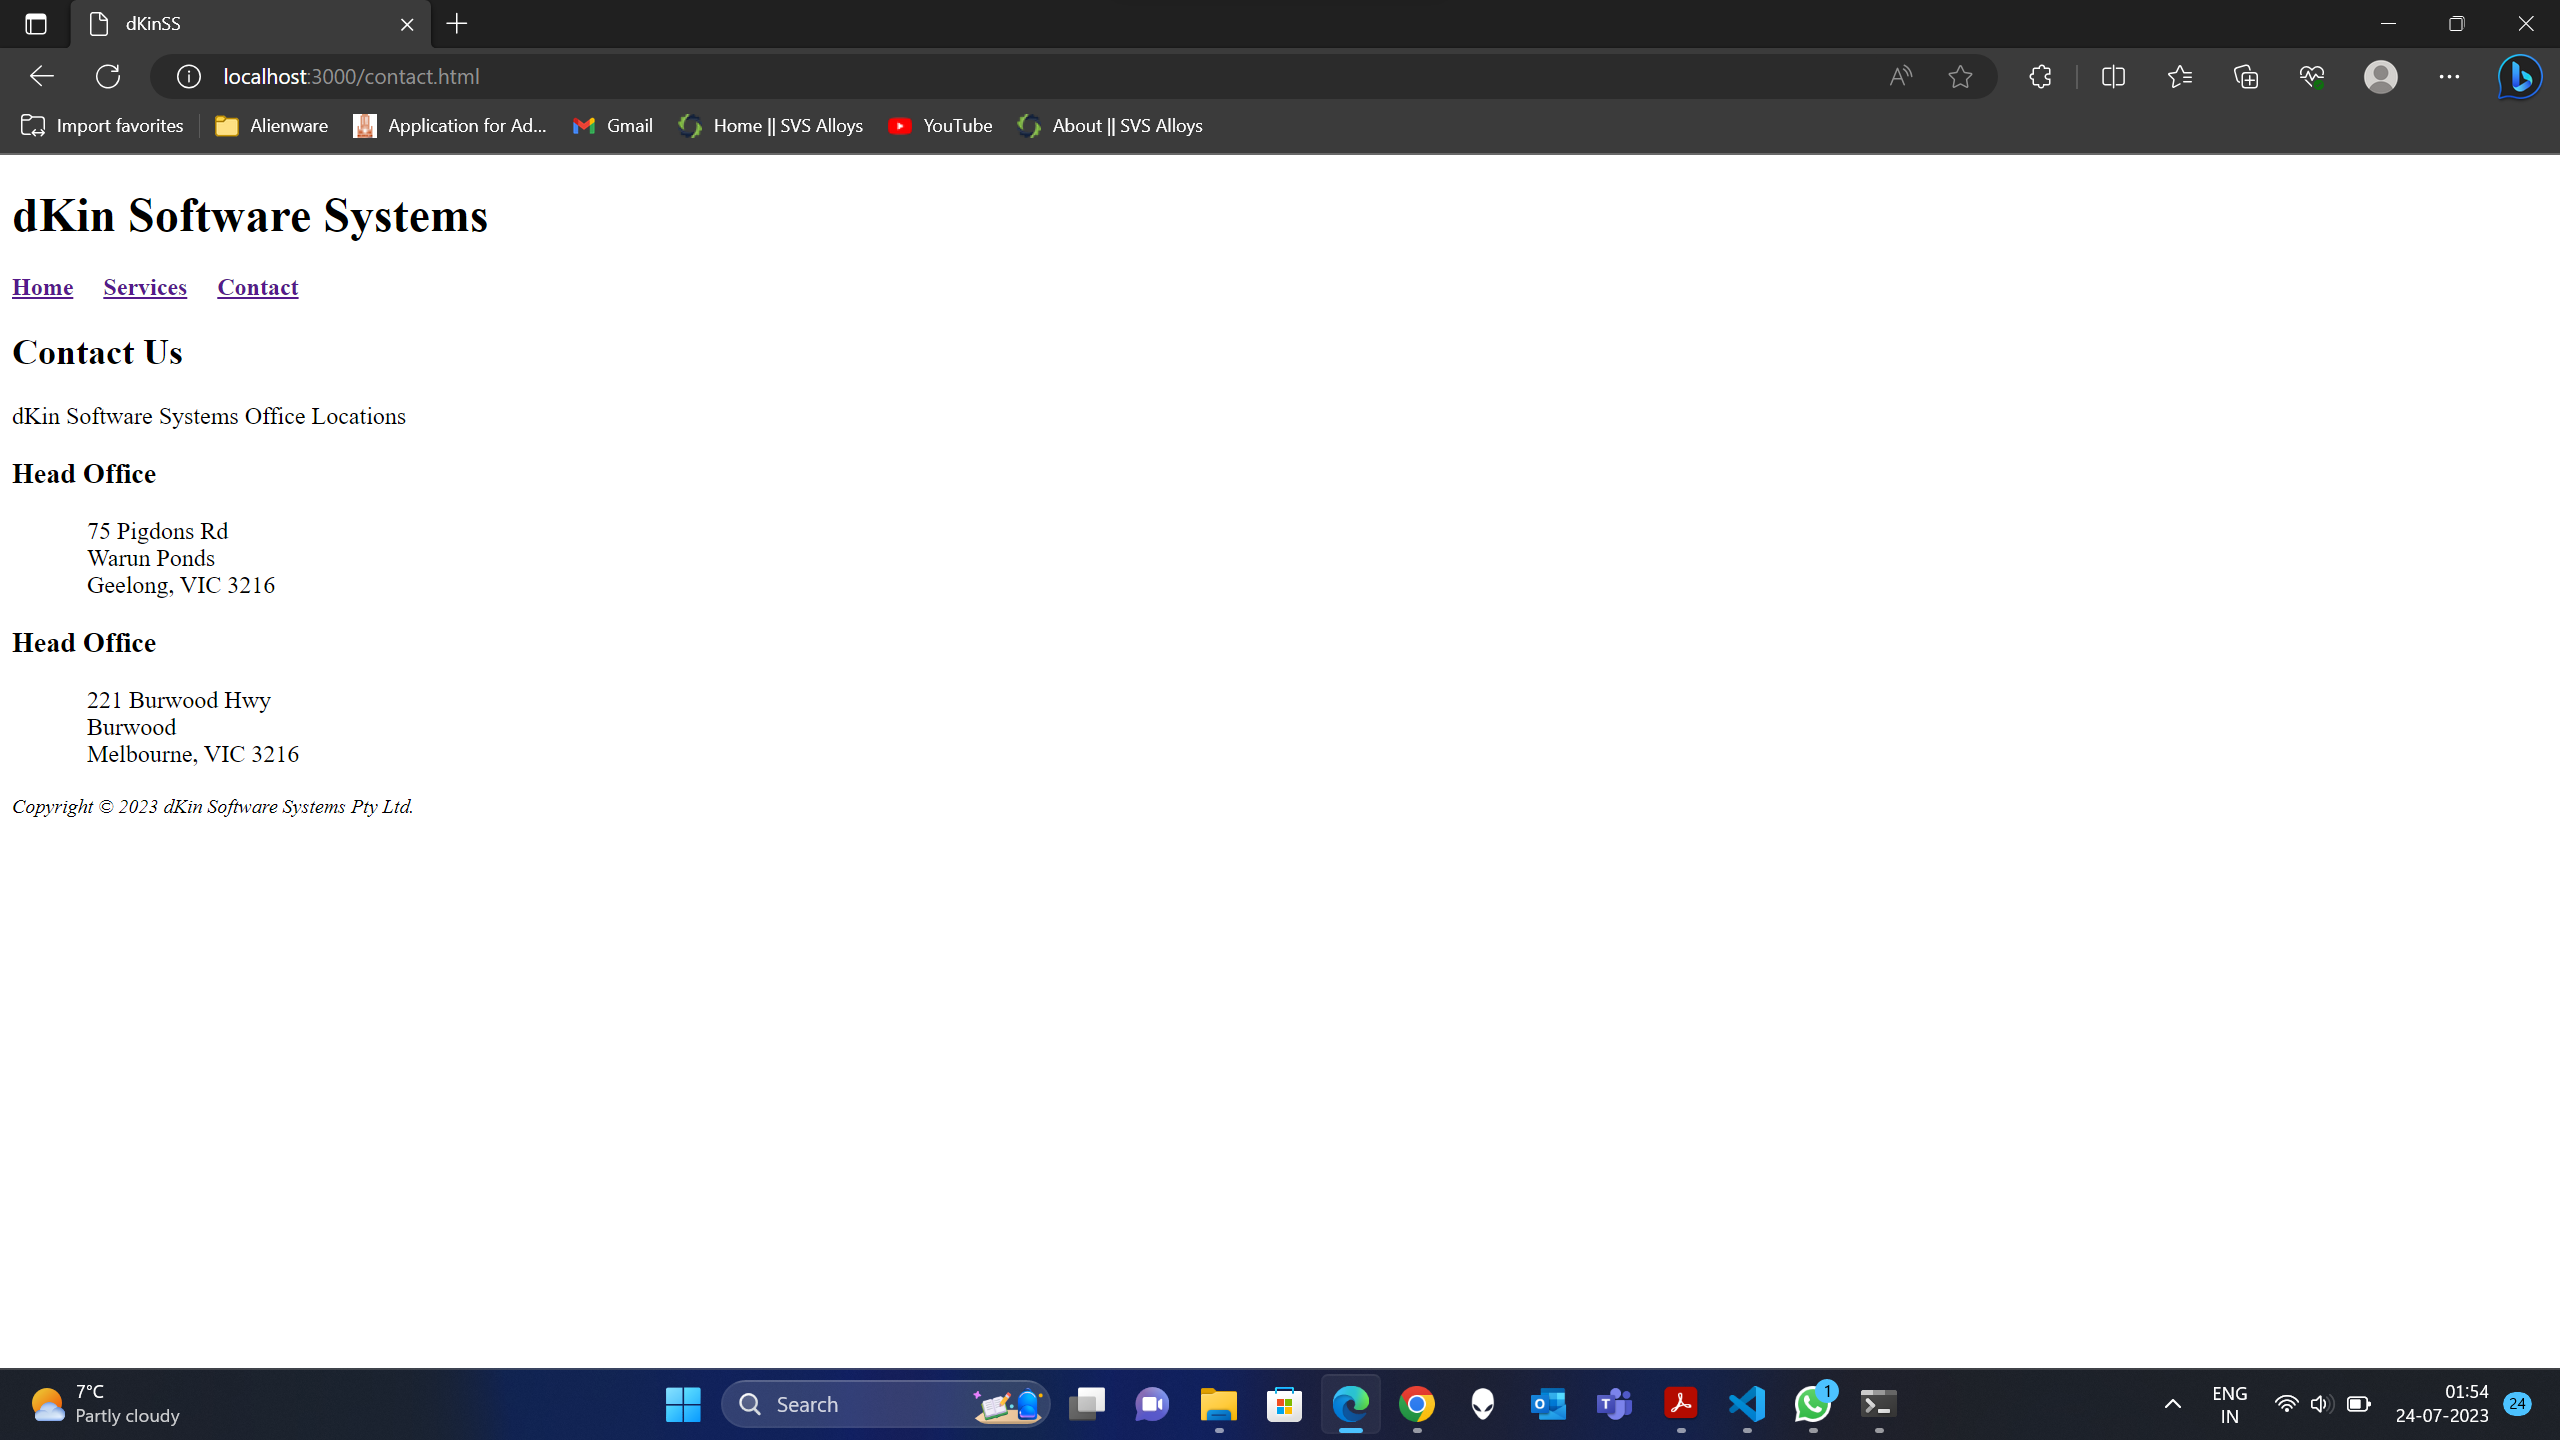 dKinSS
localhost:3000/contact.html
Import favorites
Alienware
Application for Ad...
Gmail
Home || SVS Alloys
YouTube
About || SVS Alloys
dKin Software Systems
Home Services Contact
Contact Us
dKin Software Systems Office Locations
Head Office
75 Pigdons Rd
Warun Ponds
Geelong, VIC 3216
Head Office
221 Burwood Hwy
Burwood
Melbourne, VIC 3216
Copyright © 2023 dKin Software Systems Pty Ltd.
7°C
Partly cloudy
Search
1
ENG
IN
01:54
24-07-2023
24